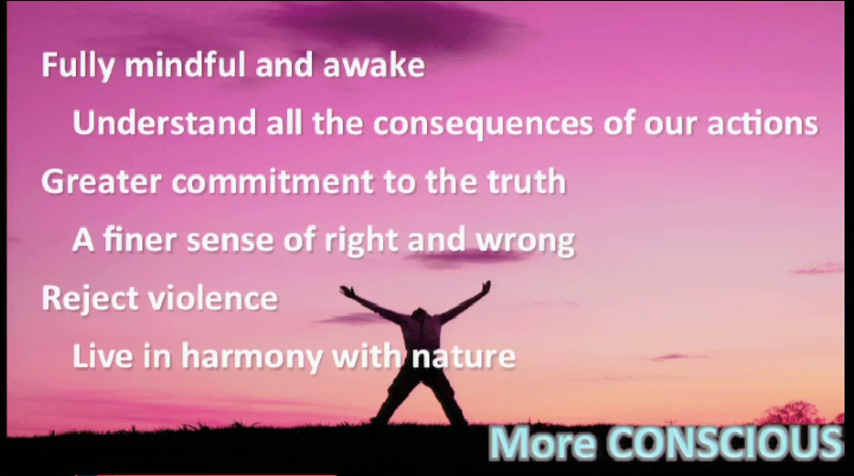 Fully mindful and awake
Understand all the consequences of our actions
Greater commitment to the truth
A finer sense of right and wrong
Reject violence
Live in harmony with nature
More CONSCIOUS